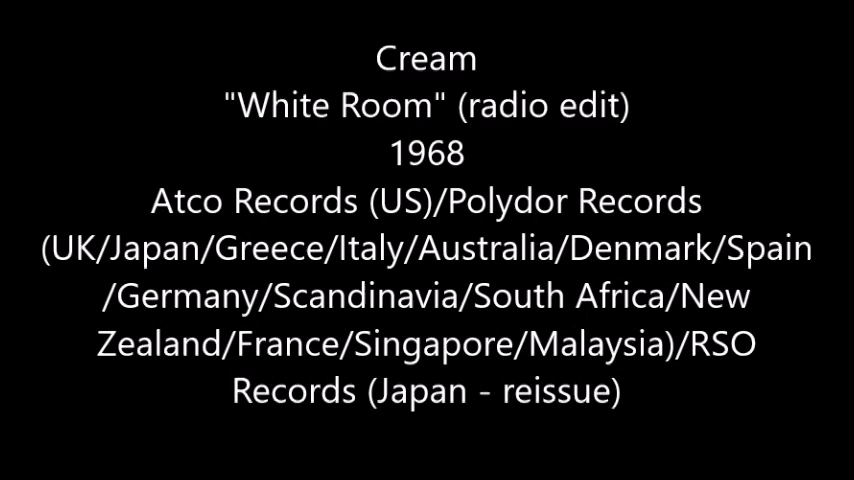 Cream
"White Room" (radio edit)
1968
Atco Records (US)/Polydor Records
(UK/Japan/Greece/Italy/Australia/Denmark/Spain
/Germany/Scandinavia/South Africa/New
Zealand/France/Singapore/Malaysia)/RSO
Records (Japan - reissue)